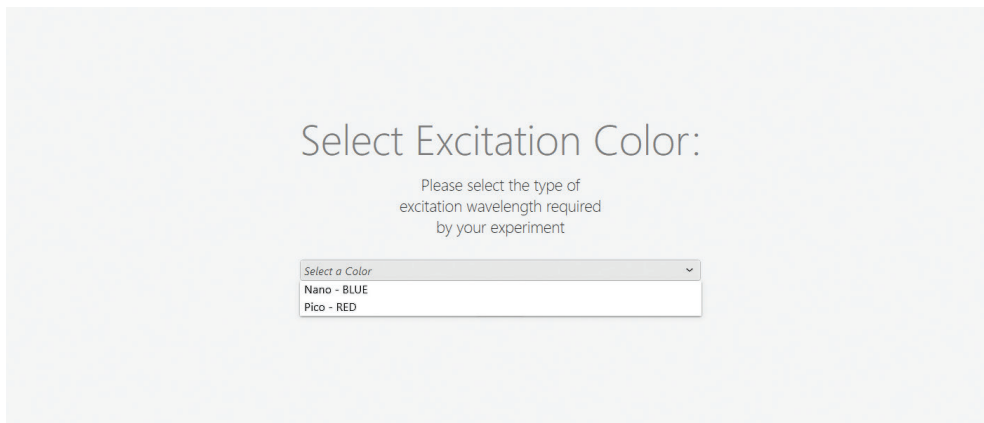 Select Excitation Color:
Please select the type of
excitation wavelength required
by your experiment
Select a Color
Nano - BLUE
Pico - RED